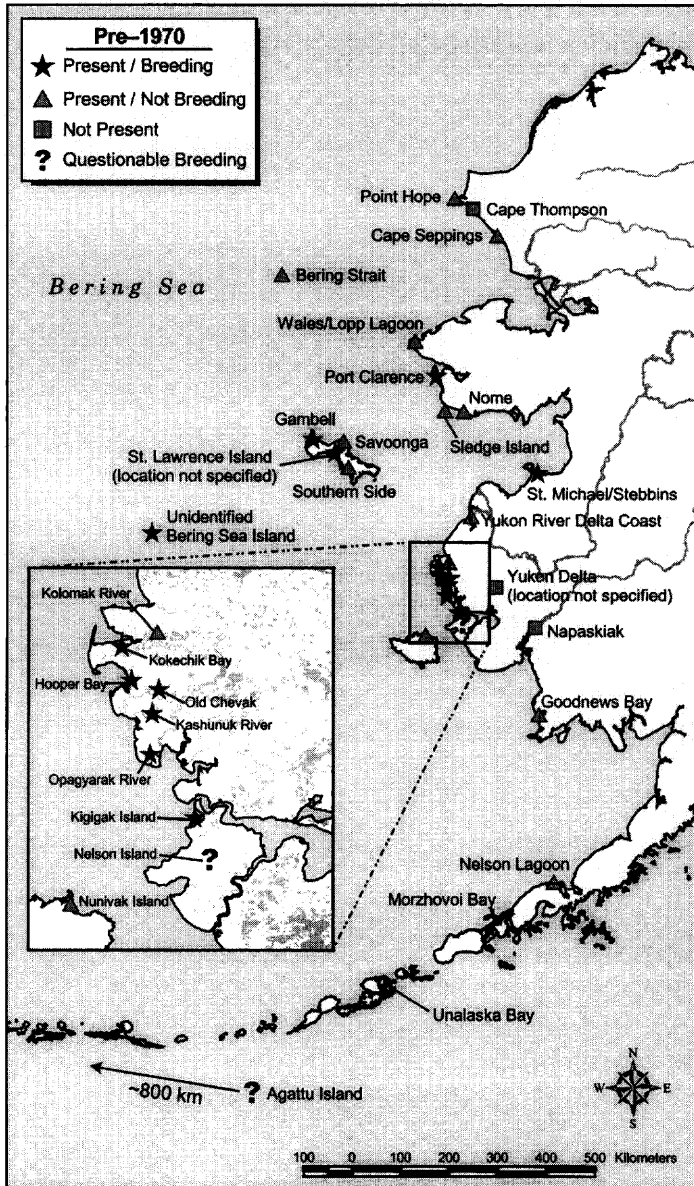 Pre–1970
Present / Breeding
Present / Not Breeding
Not Present
? Questionable Breeding
Point Hope
Cape Thompson
Cape Seppings
Bering Sea
Bering Strait
Wales/Lopp Lagoon
Port Clarence
Nome
Sledge Island
Gambell
Savoonga
St. Lawrence Island
(location not specified)
Southern Side
St. Michael/Stebbins
Unidentified
Bering Sea Island
Yukon River Delta Coast
Yukon Delta
(location not specified)
Napaskiak
Kolomak River
Kokechik Bay
Hooper Bay
Old Chevak
Kashunuk River
Opagyarak River
Kigigak Island
Nelson Island
?
Nunivak Island
Goodnews Bay
Nelson Lagoon
Morzhovoi Bay
Unalaska Bay
~800 km
? Agattu Island
N
W E
S
100 0 100 200 300 400 500 Kilometers